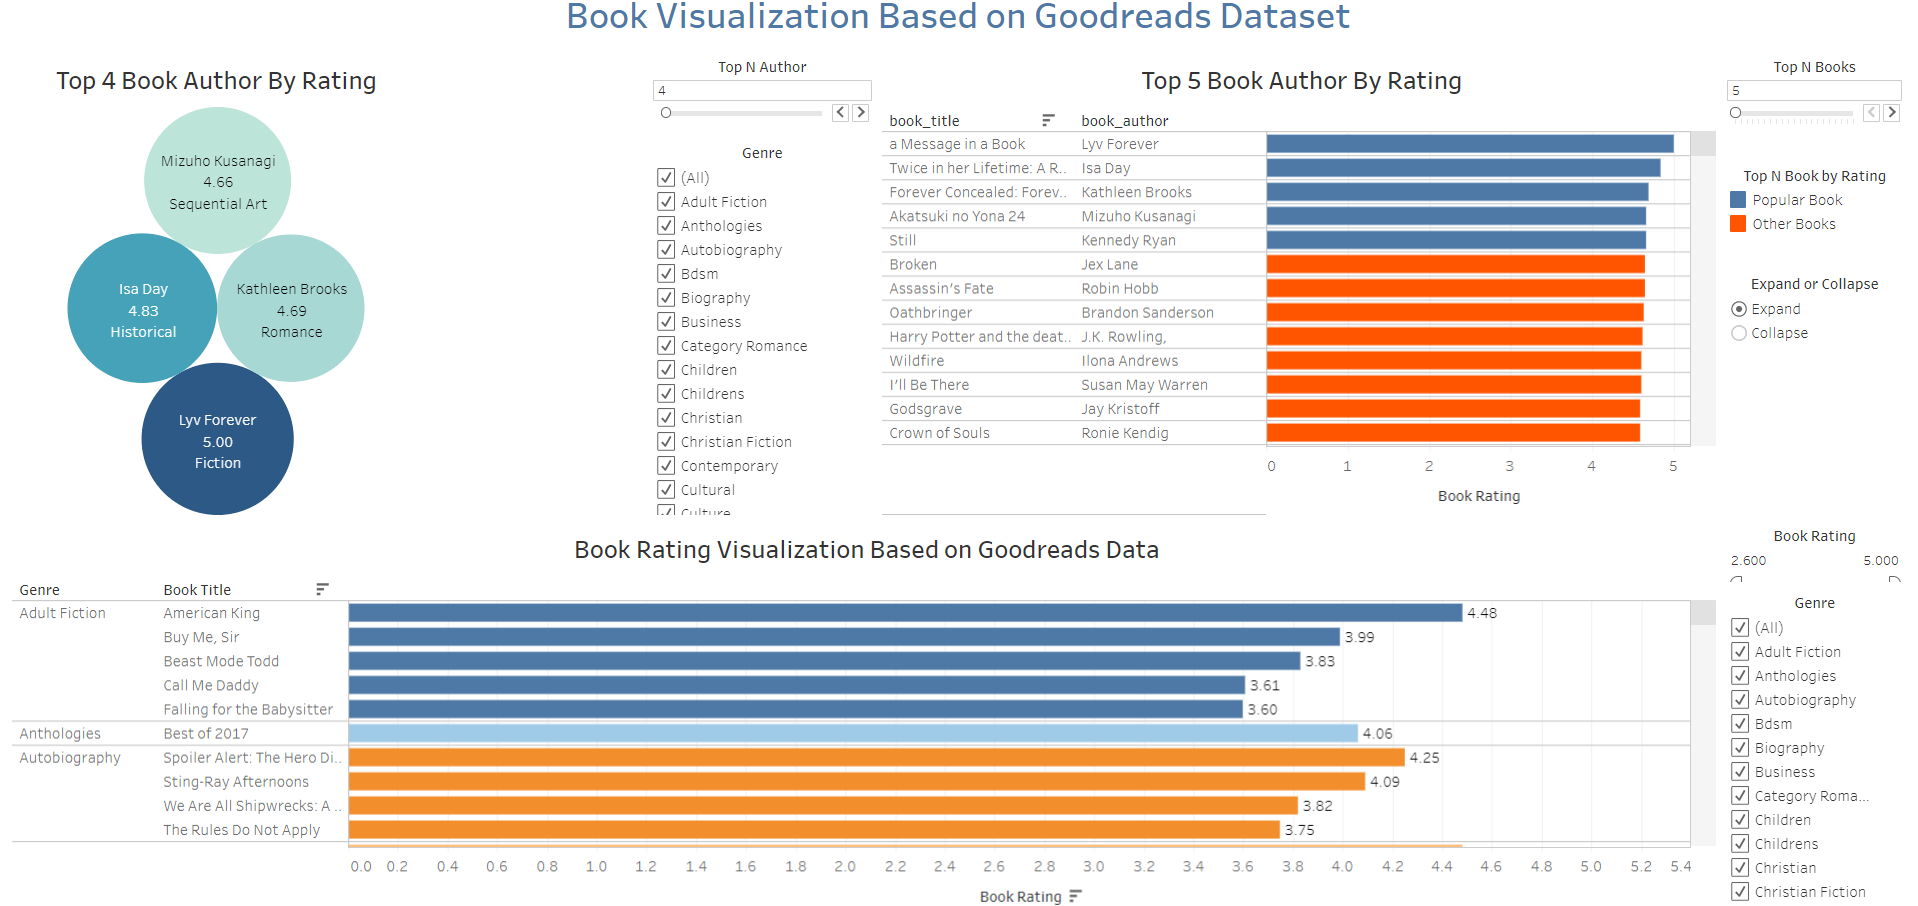 Book Visualization Based on Goodreads Dataset
Top 4 Book Author By Rating
Mizuho Kusanagi
4.66
Sequential Art
Isa Day
4.83
Historical
Kathleen Brooks
4.69
Romance
Lyv Forever
5.00
Fiction
Top N Author
4
Genre
(All)
Adult Fiction
Anthologies
Autobiography
Bdsm
Biography
Business
Category Romance
Children
Childrens
Christian
Christian Fiction
Contemporary
Cultural
Culture
Top 5 Book Author By Rating
book_title book_author
a Message in a Book Lyv Forever
Twice in her Lifetime: A R.. Isa Day
Forever Concealed: Forev.. Kathleen Brooks
Akatsuki no Yona 24 Mizuho Kusanagi
Still Kennedy Ryan
Broken Jex Lane
Assassin's Fate Robin Hobb
Oathbringer Brandon Sanderson
Harry Potter and the deat.. J.K. Rowling,
Wildfire Ilona Andrews
I'll Be There Susan May Warren
Godsgrave Jay Kristoff
Crown of Souls Ronie Kendig
0 1 2 3 4 5
Book Rating
Top N Books
5
Top N Book by Rating
Popular Book
Other Books
Expand or Collapse
Expand
Collapse
Book Rating Visualization Based on Goodreads Data
Genre Book Title
Adult Fiction American King 4.48
Buy Me, Sir 3.99
Beast Mode Todd 3.83
Call Me Daddy 3.61
Falling for the Babysitter 3.60
Anthologies Best of 2017 4.06
Autobiography Spoiler Alert: The Hero Di.. 4.25
Sting-Ray Afternoons 4.09
We Are All Shipwrecks: A .. 3.82
The Rules Do Not Apply 3.75
0.0 0.2 0.4 0.6 0.8 1.0 1.2 1.4 1.6 1.8 2.0 2.2 2.4 2.6 2.8 3.0 3.2 3.4 3.6 3.8 4.0 4.2 4.4 4.6 4.8 5.0 5.2 5.4
Book Rating
Book Rating
2.600 5.000
Genre
(All)
Adult Fiction
Anthologies
Autobiography
Bdsm
Biography
Business
Category Roma...
Children
Childrens
Christian
Christian Fiction